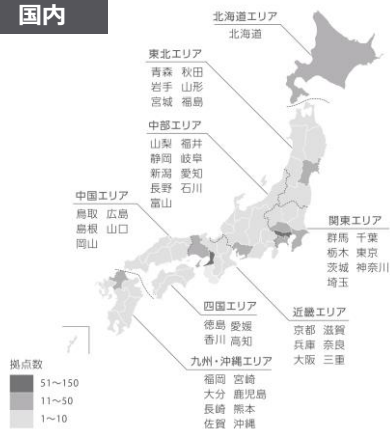 国内
北海道エリア
北海道
東北エリア
青森 秋田
岩手 山形
宮城 福島
中部エリア
山梨 福井
静岡 岐阜
新潟 愛知
長野 石川
富山
中国エリア
鳥取 広島
島根 山口
岡山
関東エリア
群馬 千葉
栃木 東京
茨城 神奈川
埼玉
四国エリア
徳島 愛媛
香川 高知
近畿エリア
京都 滋賀
兵庫 奈良
大阪 三重
九州・沖縄エリア
福岡 宮崎
大分 鹿児島
長崎 熊本
佐賀 沖縄
拠点数
51〜150
11〜50
1〜10